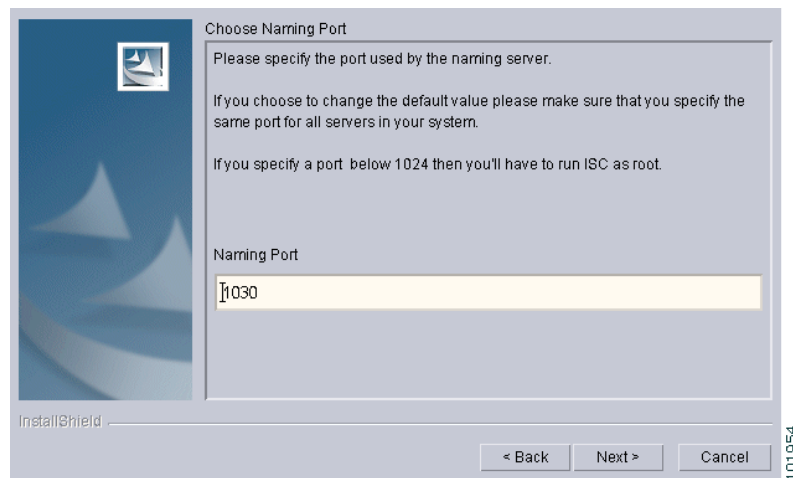 Choose Naming Port
Please specify the port used by the naming server.
If you choose to change the default value please make sure that you specify the
same port for all servers in your system.
If you specify a port below 1024 then you'll have to run ISC as root.
Naming Port
1030
InstallShield
< Back
Next >
Cancel
101954